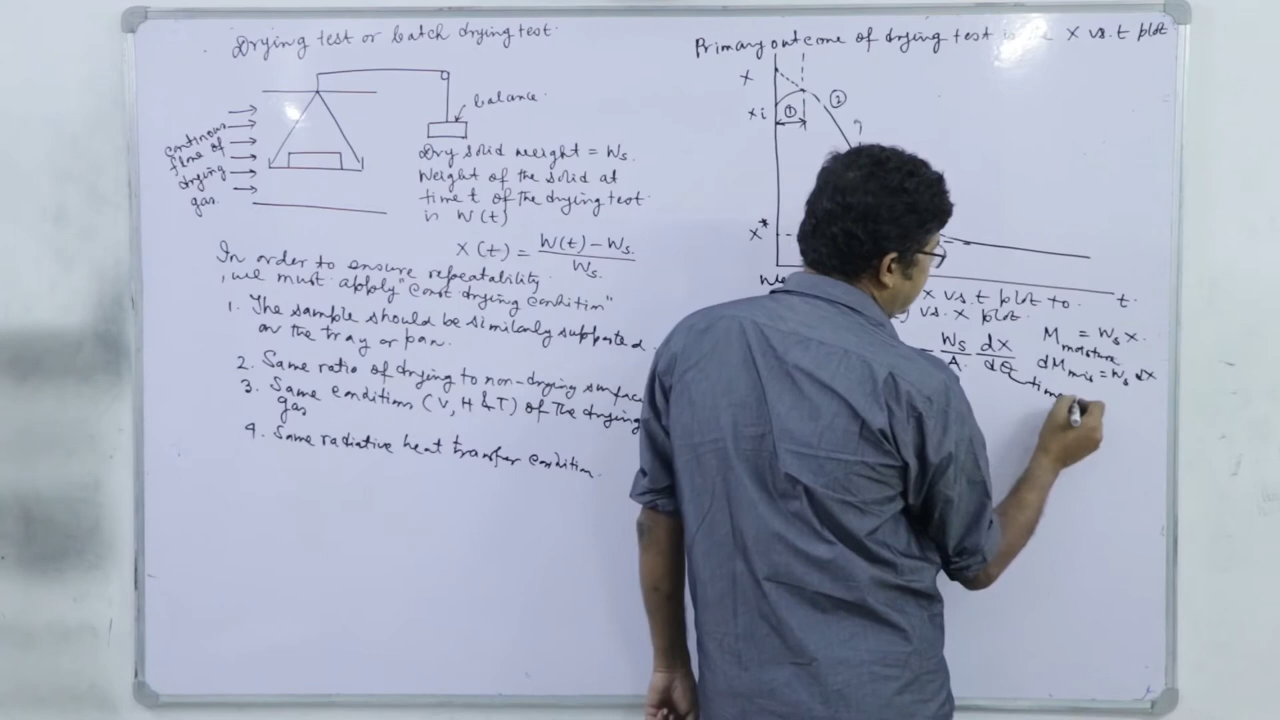 Drying test or batch drying test.
balance.
continuous
flow of
drying
gas.
Dry solid weight = Ws.
Weight of the solid at
time t of the drying test
is W(t)
X(t) = W(t) - Ws. / Ws.
In order to ensure repeatability
, we must apply "const. drying condition"
1. The sample should be similarly supported
on the tray or pan.
2. Same ratio of drying to non-drying surface
3. Same conditions (V, H & T) of the drying
gas
4. Same radiative heat transfer condition.
Primary outcome of drying test is X vs. t plot
X
Xi
①
②
X*
t.
We
X vs. t plot to
vs. X plot.
Ws/A. dX/dθ
tim
Mmoisture = Ws X.
dMmois = Ws dX